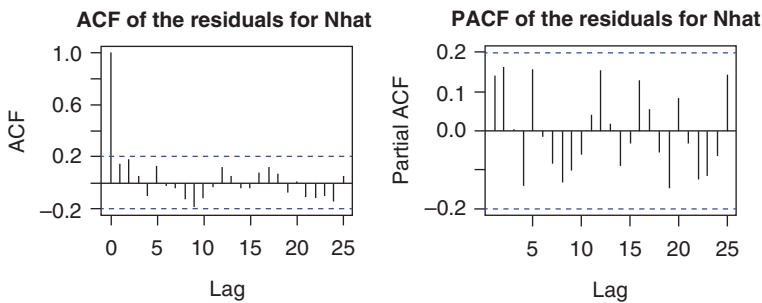 ACF of the residuals for Nhat
1.0
0.6
0.2
−0.2
ACF
0 5 10 15 20 25
Lag
PACF of the residuals for Nhat
0.2
0.1
0.0
−0.2
Partial ACF
5 10 15 20 25
Lag